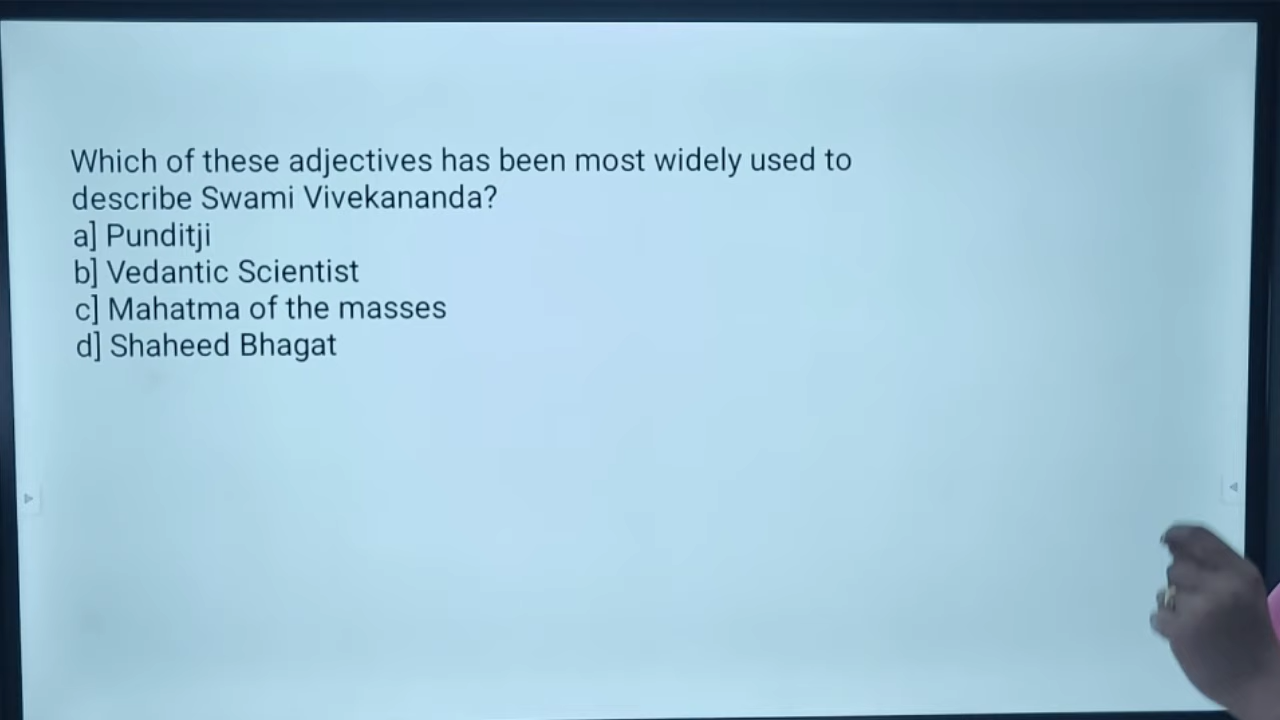 Which of these adjectives has been most widely used to
describe Swami Vivekananda?
a] Punditji
b] Vedantic Scientist
c] Mahatma of the masses
d] Shaheed Bhagat